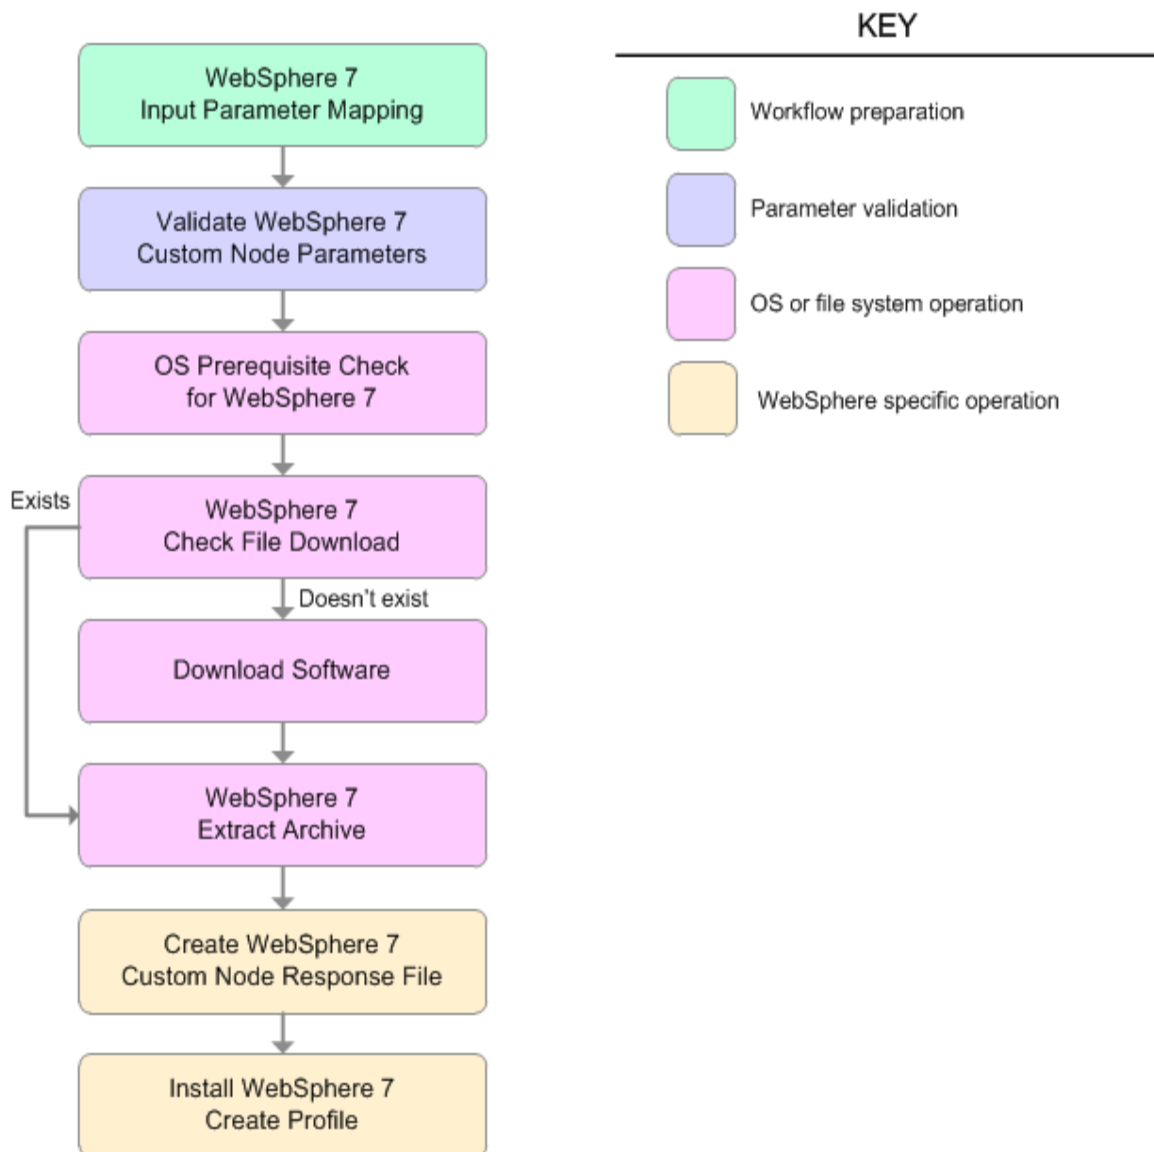 WebSphere 7
Input Parameter Mapping
Validate WebSphere 7
Custom Node Parameters
OS Prerequisite Check
for WebSphere 7
Exists
WebSphere 7
Check File Download
Doesn't exist
Download Software
WebSphere 7
Extract Archive
Create WebSphere 7
Custom Node Response File
Install WebSphere 7
Create Profile
KEY
Workflow preparation
Parameter validation
OS or file system operation
WebSphere specific operation